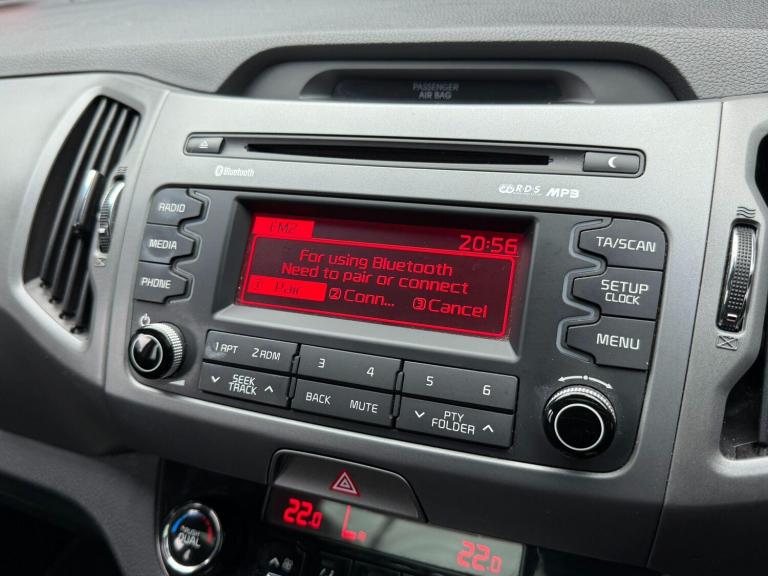 PASSENGER
AIR BAG
Bluetooth
R·D·S MP3
RADIO
MEDIA
PHONE
FM2
20:56
For using Bluetooth
Need to pair or connect
1 Pair 2 Conn... 3 Cancel
TA/SCAN
SETUP
CLOCK
MENU
1 RPT 2 RDM
3 4
5 6
SEEK
TRACK
BACK MUTE
PTY
FOLDER
22.0
22.0
DUAL